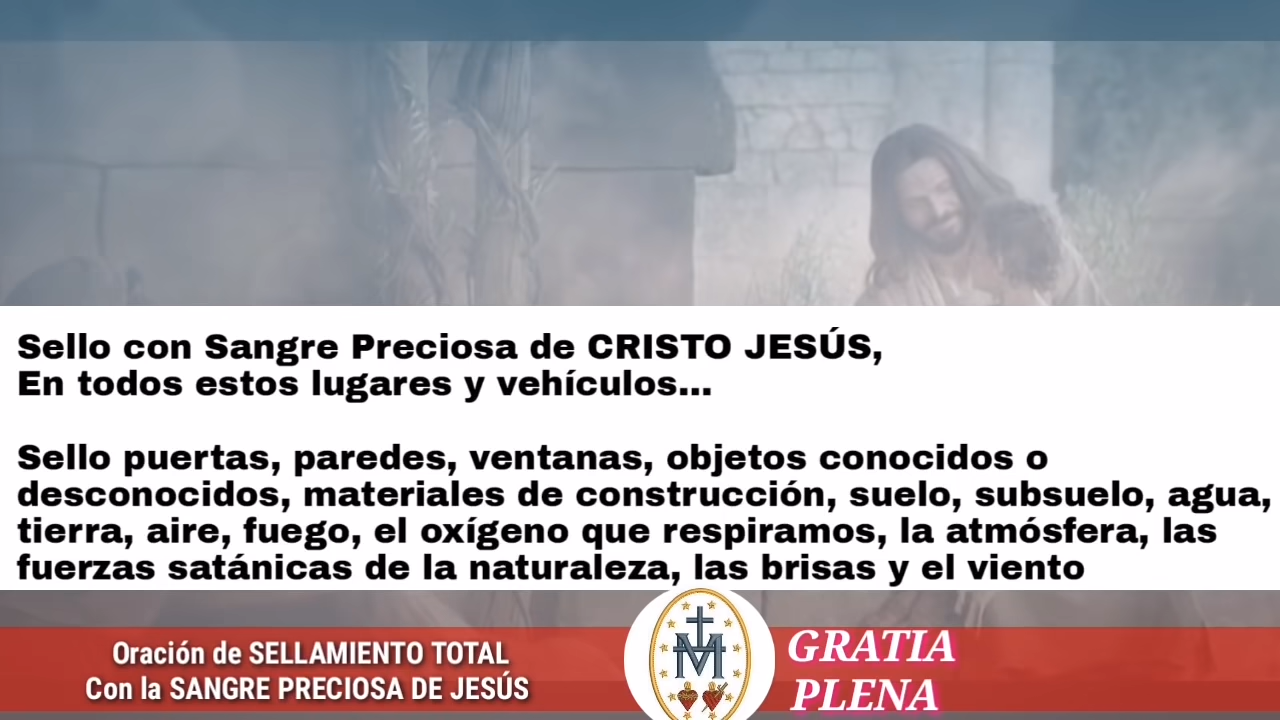 Sello con Sangre Preciosa de CRISTO JESÚS,
En todos estos lugares y vehículos...
Sello puertas, paredes, ventanas, objetos conocidos o
desconocidos, materiales de construcción, suelo, subsuelo, agua,
tierra, aire, fuego, el oxígeno que respiramos, la atmósfera, las
fuerzas satánicas de la naturaleza, las brisas y el viento
Oración de SELLAMIENTO TOTAL
Con la SANGRE PRECIOSA DE JESÚS
GRATIA
PLENA